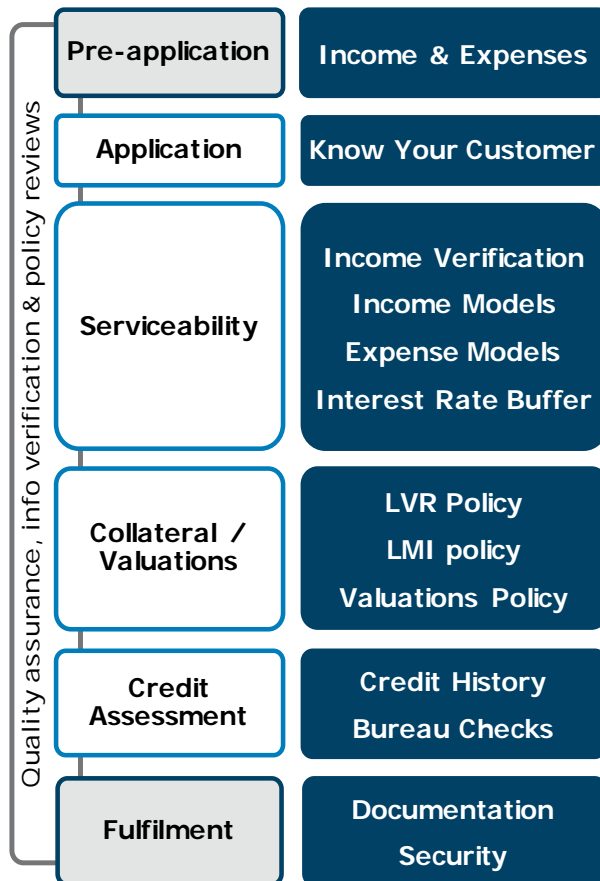 Quality assurance, info verification & policy reviews
Pre-application
Income & Expenses
Application
Know Your Customer
Serviceability
Income Verification
Income Models
Expense Models
Interest Rate Buffer
Collateral /
Valuations
LVR Policy
LMI policy
Valuations Policy
Credit
Assessment
Credit History
Bureau Checks
Fulfilment
Documentation
Security